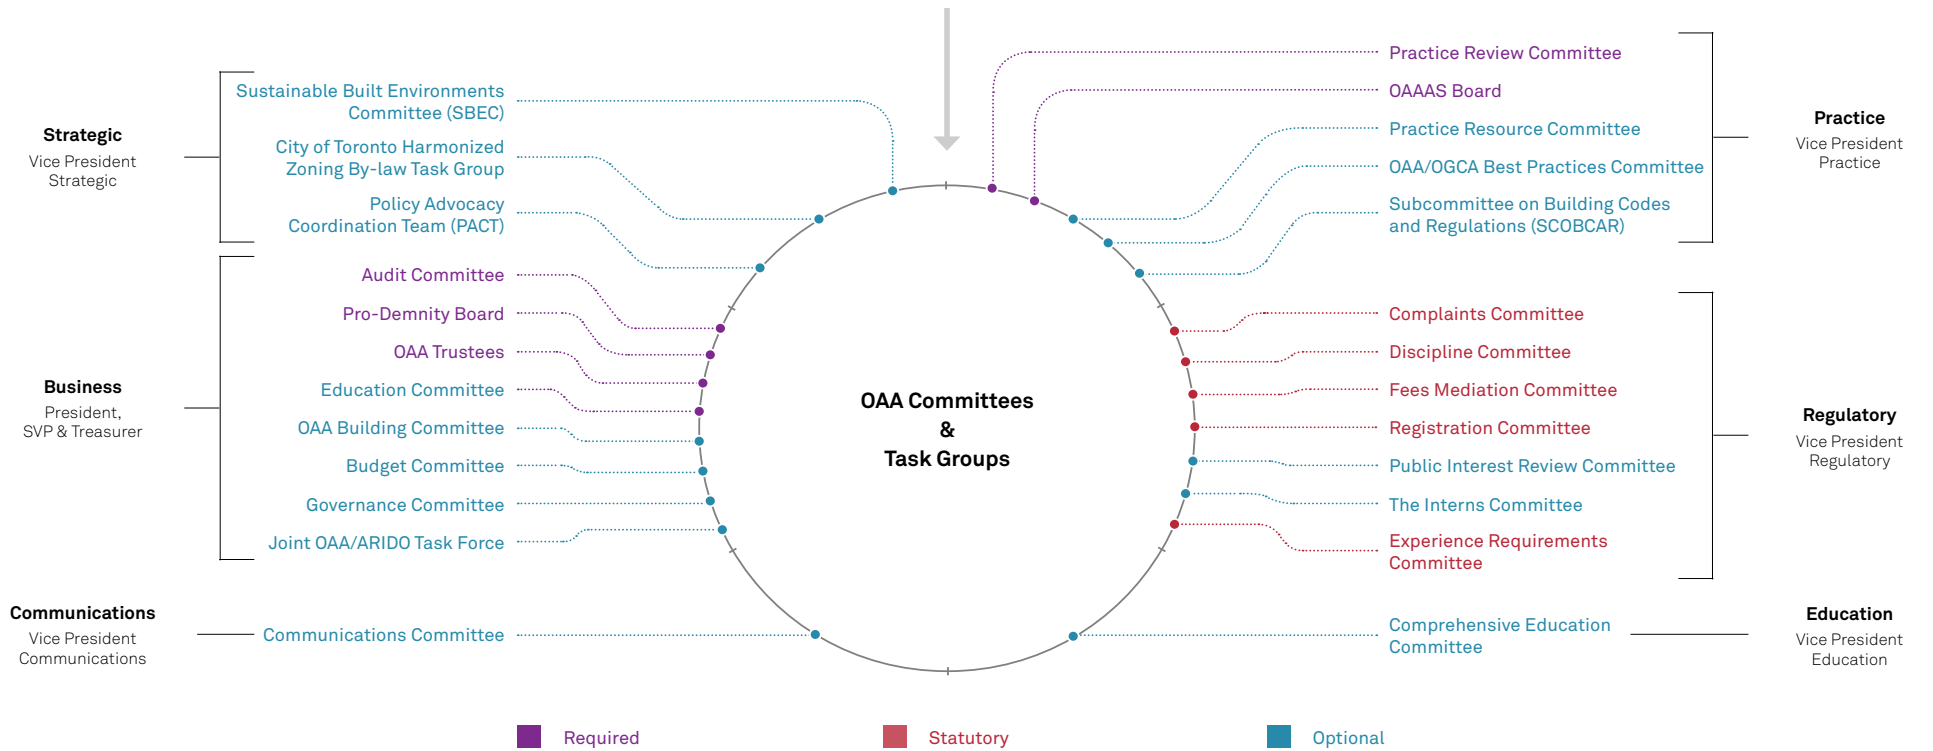 Strategic
Vice President
Strategic
Sustainable Built Environments
Committee (SBEC)
City of Toronto Harmonized
Zoning By-law Task Group
Policy Advocacy
Coordination Team (PACT)
Business
President,
SVP & Treasurer
Audit Committee
Pro-Demnity Board
OAA Trustees
Education Committee
OAA Building Committee
Budget Committee
Governance Committee
Joint OAA/ARIDO Task Force
Communications
Vice President
Communications
Communications Committee
OAA Committees
&
Task Groups
Practice Review Committee
OAAAS Board
Practice Resource Committee
OAA/OGCA Best Practices Committee
Subcommittee on Building Codes
and Regulations (SCOBCAR)
Practice
Vice President
Practice
Complaints Committee
Discipline Committee
Fees Mediation Committee
Registration Committee
Public Interest Review Committee
The Interns Committee
Experience Requirements
Committee
Regulatory
Vice President
Regulatory
Comprehensive Education
Committee
Education
Vice President
Education
Required
Statutory
Optional